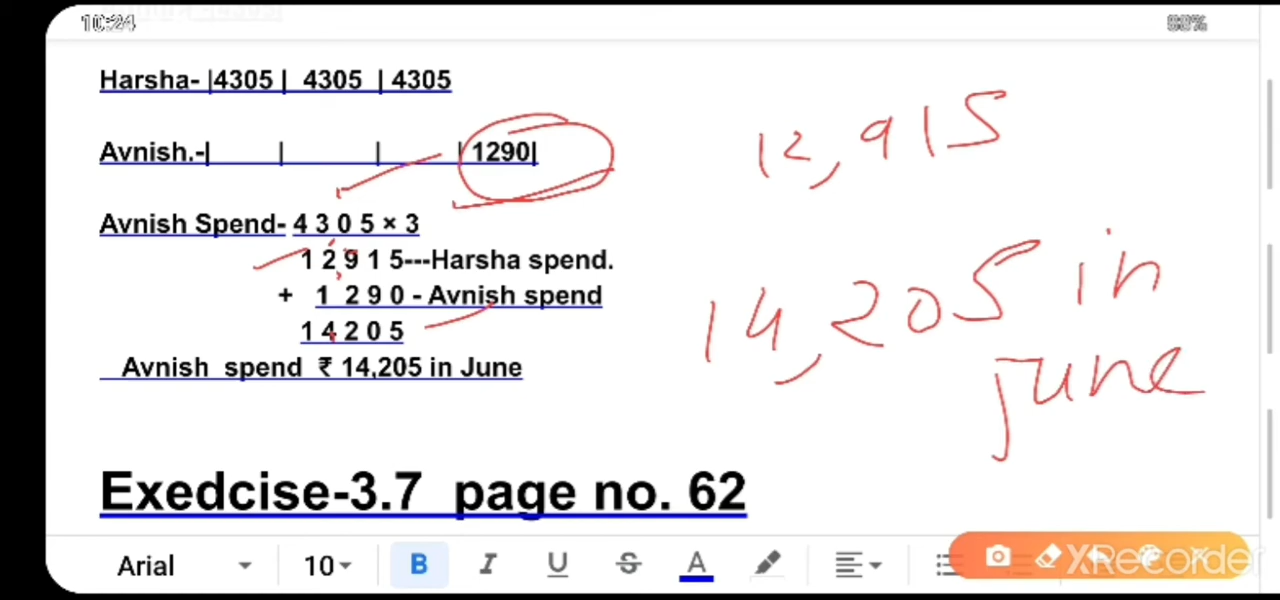 10:24 88%
Harsha- |4305 | 4305 | 4305
Avnish.-| | | | 1290|
12,915
Avnish Spend- 4 3 0 5 × 3
1 2 9 1 5---Harsha spend.
+ 1 2 9 0 - Avnish spend
1 4 2 0 5
14,205 in
june
Avnish spend ₹ 14,205 in June
Exedcise-3.7 page no. 62
Arial 10 B I U S A
XRecorder